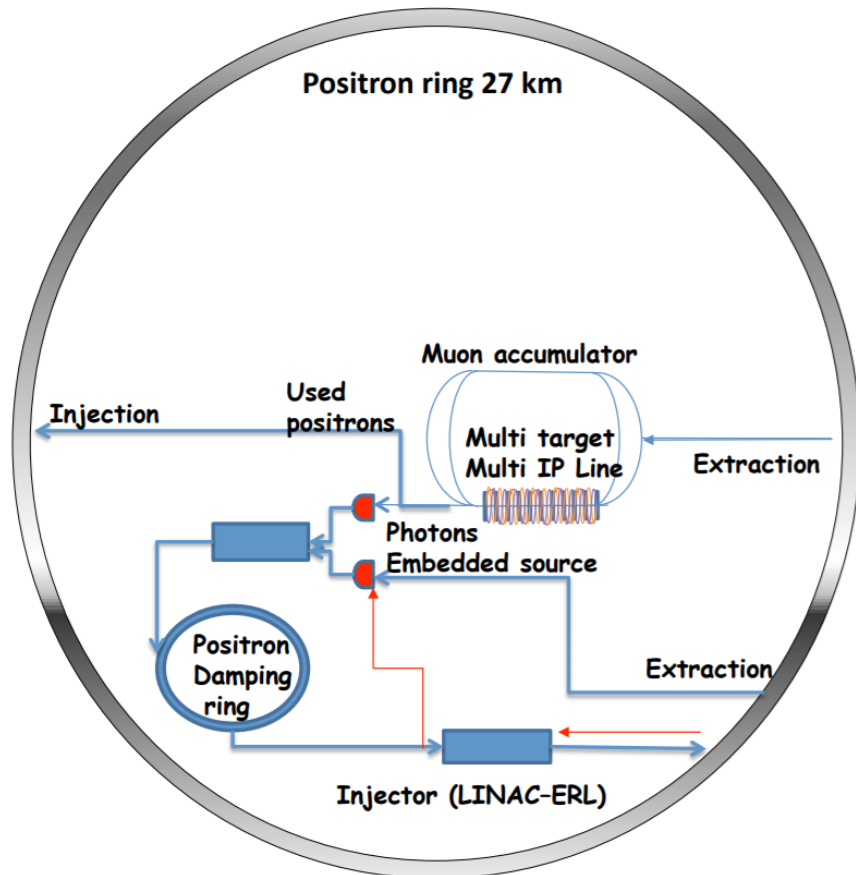 Positron ring 27 km
Muon accumulator
Used
positrons
Injection
Multi target
Multi IP Line
Extraction
Photons
Embedded source
Positron
Damping
ring
Extraction
Injector (LINAC-ERL)